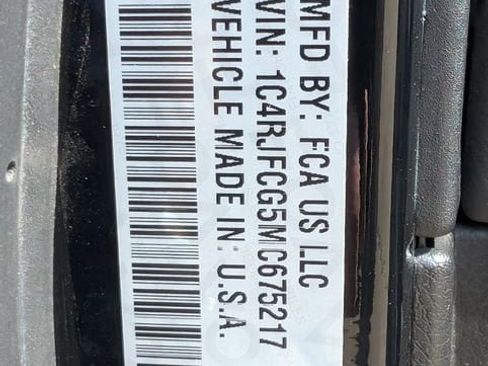 MFD BY: FCA US LLC
VIN: 1C4RJFCG5MC675217
VEHICLE MADE IN: U.S.A.